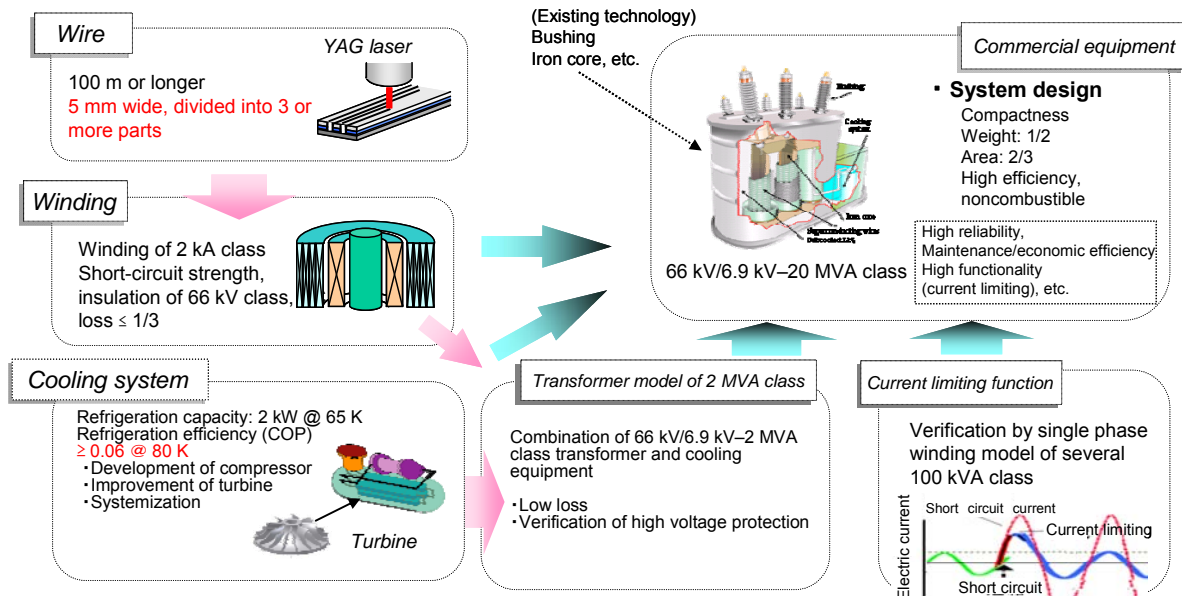 Wire
YAG laser
100 m or longer
5 mm wide, divided into 3 or
more parts
Winding
Winding of 2 kA class
Short-circuit strength,
insulation of 66 kV class,
loss ≤ 1/3
Cooling system
Refrigeration capacity: 2 kW @ 65 K
Refrigeration efficiency (COP)
≥ 0.06 @ 80 K
・Development of compressor
・Improvement of turbine
・Systemization
Turbine
(Existing technology)
Bushing
Iron core, etc.
Commercial equipment
Bushing
Cooling
system
Iron core
66 kV/6.9 kV–20 MVA class
・System design
Compactness
Weight: 1/2
Area: 2/3
High efficiency,
noncombustible
High reliability,
Maintenance/economic efficiency
High functionality
(current limiting), etc.
Transformer model of 2 MVA class
Combination of 66 kV/6.9 kV–2 MVA
class transformer and cooling
equipment
・Low loss
・Verification of high voltage protection
Current limiting function
Verification by single phase
winding model of several
100 kVA class
Short circuit current
Current limiting
Electric current
Short circuit